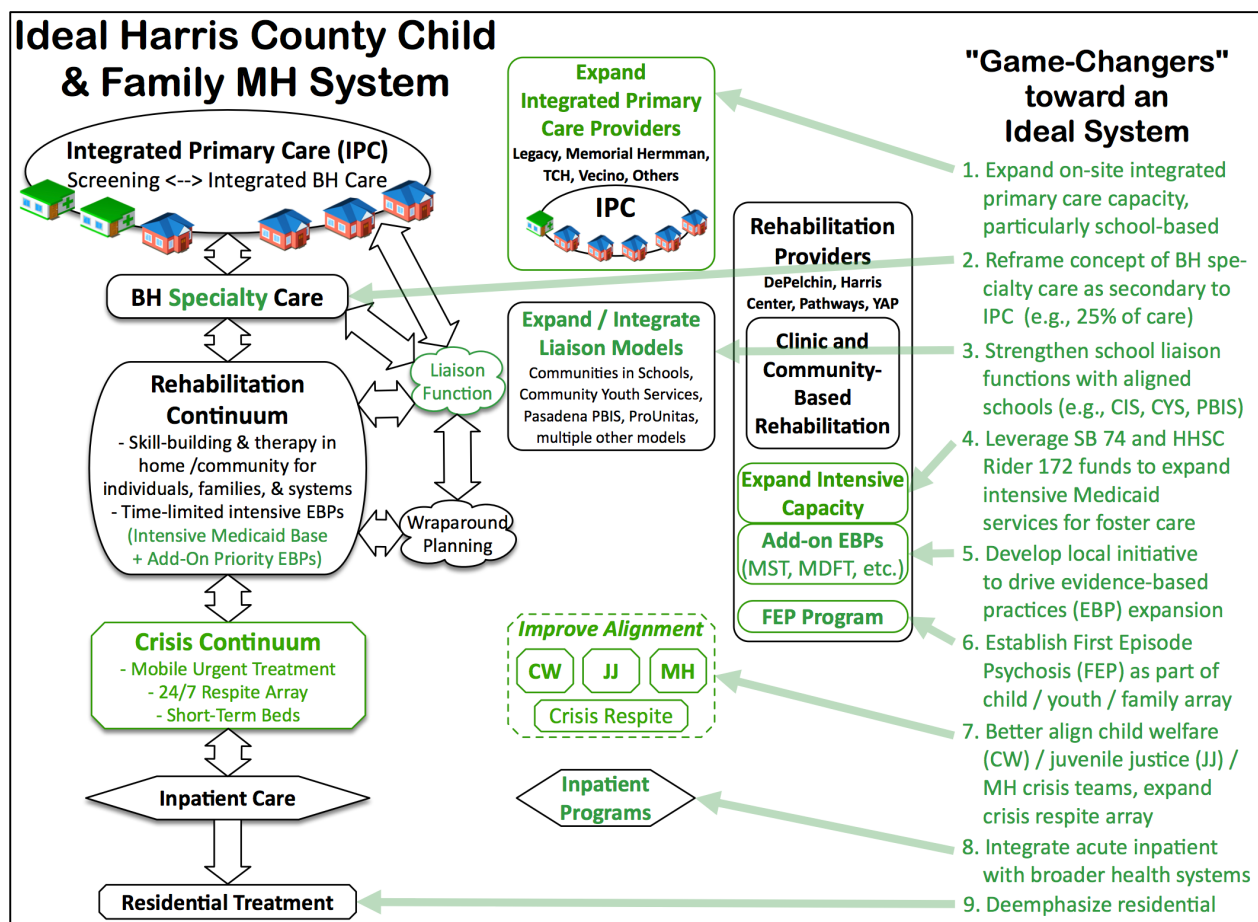 Ideal Harris County Child
& Family MH System
Integrated Primary Care (IPC)
Screening <--> Integrated BH Care
BH Specialty Care
Rehabilitation
Continuum
- Skill-building & therapy in
home /community for
individuals, families, & systems
- Time-limited intensive EBPs
(Intensive Medicaid Base
+ Add-On Priority EBPs)
Liaison
Function
Wraparound
Planning
Crisis Continuum
- Mobile Urgent Treatment
- 24/7 Respite Array
- Short-Term Beds
Inpatient Care
Residential Treatment
Expand
Integrated Primary
Care Providers
Legacy, Memorial Hermman,
TCH, Vecino, Others
IPC
Expand / Integrate
Liaison Models
Communities in Schools,
Community Youth Services,
Pasadena PBIS, ProUnitas,
multiple other models
Improve Alignment
CW
JJ
MH
Crisis Respite
Inpatient
Programs
Rehabilitation
Providers
DePelchin, Harris
Center, Pathways, YAP
Clinic and
Community-
Based
Rehabilitation
Expand Intensive
Capacity
Add-on EBPs
(MST, MDFT, etc.)
FEP Program
"Game-Changers"
toward an
Ideal System
1. Expand on-site integrated
primary care capacity,
particularly school-based
2. Reframe concept of BH spe-
cialty care as secondary to
IPC (e.g., 25% of care)
3. Strengthen school liaison
functions with aligned
schools (e.g., CIS, CYS, PBIS)
4. Leverage SB 74 and HHSC
Rider 172 funds to expand
intensive Medicaid
services for foster care
5. Develop local initiative
to drive evidence-based
practices (EBP) expansion
6. Establish First Episode
Psychosis (FEP) as part of
child / youth / family array
7. Better align child welfare
(CW) / juvenile justice (JJ) /
MH crisis teams, expand
crisis respite array
8. Integrate acute inpatient
with broader health systems
9. Deemphasize residential